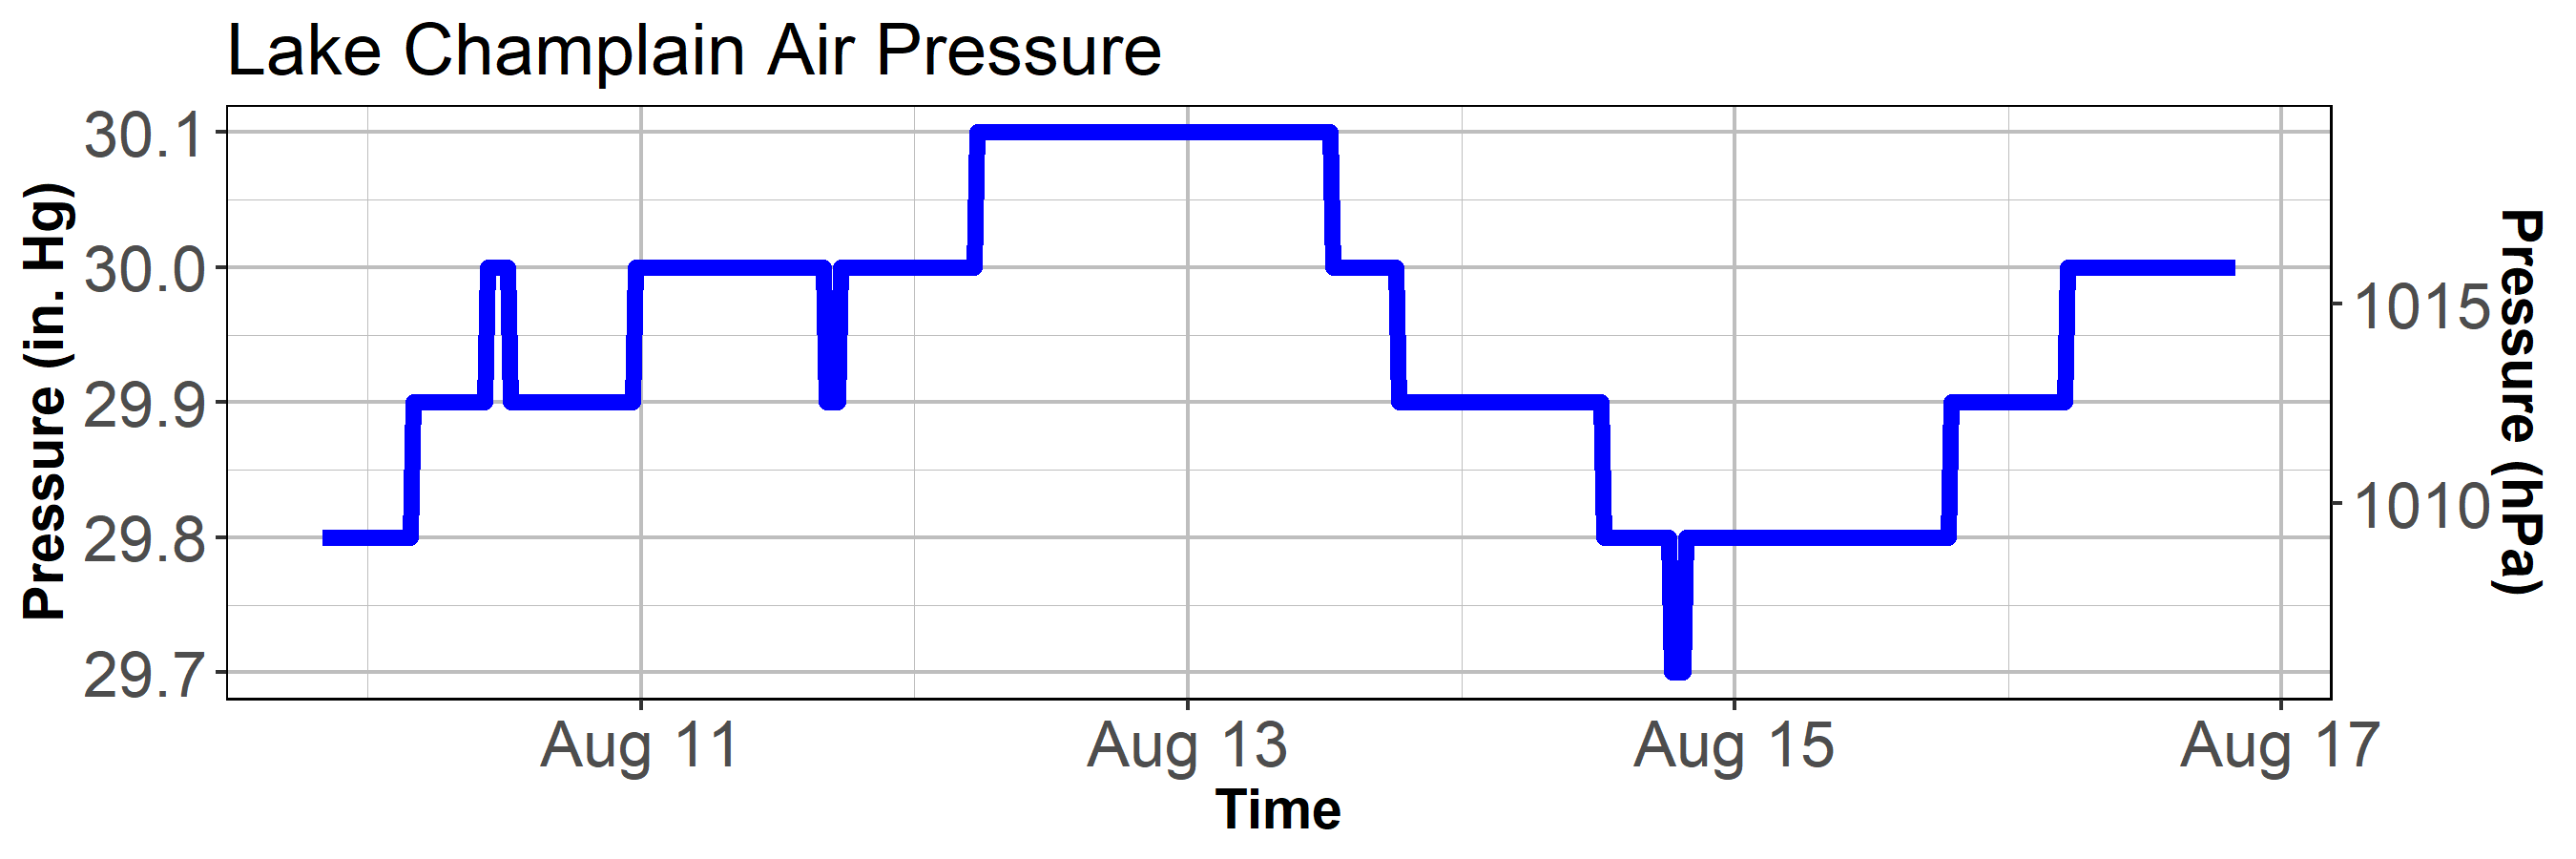 Lake Champlain Air Pressure
30.1
30.0
29.9
29.8
29.7
Pressure (in. Hg)
1015
1010
Pressure (hPa)
Aug 11 Aug 13 Aug 15 Aug 17
Time